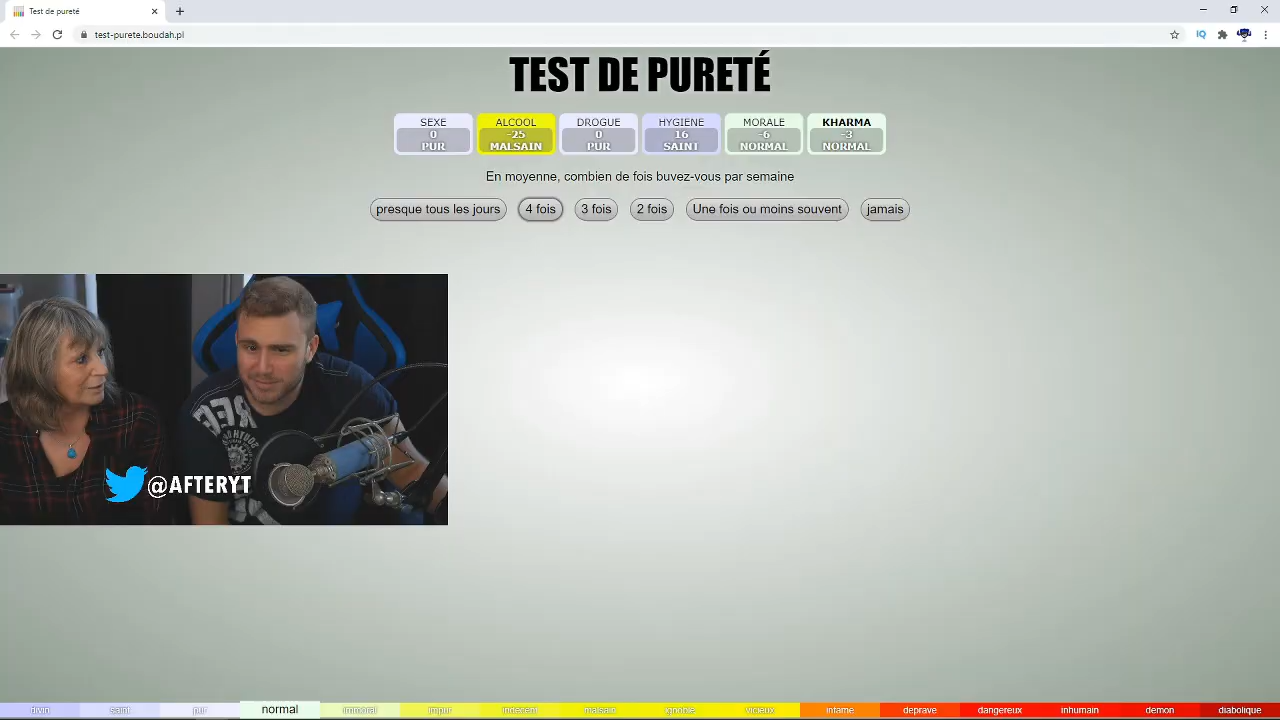 Test de pureté
test-purete.boudah.pl
IQ
TEST DE PURETÉ
SEXE
0
PUR
ALCOOL
-25
MALSAIN
DROGUE
0
PUR
HYGIENE
16
SAINT
MORALE
-6
NORMAL
KHARMA
-3
NORMAL
En moyenne, combien de fois buvez-vous par semaine
presque tous les jours
4 fois
3 fois
2 fois
Une fois ou moins souvent
jamais
@AFTERYT
divin
saint
pur
normal
immoral
impur
indecent
malsain
ignoble
vicieux
infame
deprave
dangereux
inhumain
demon
diabolique